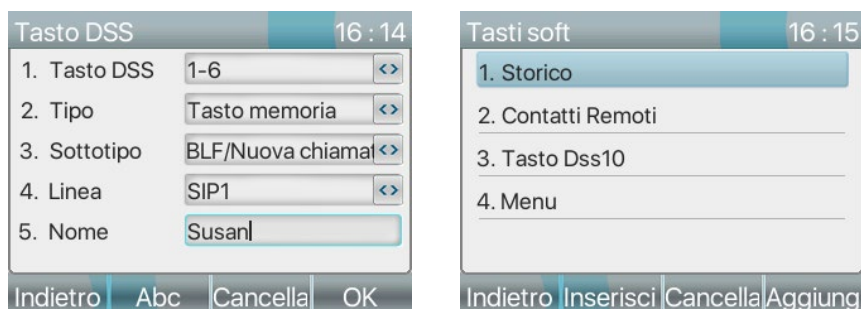 Tasto DSS 16 : 14
1. Tasto DSS 1-6
2. Tipo Tasto memoria
3. Sottotipo BLF/Nuova chiamat
4. Linea SIP1
5. Nome Susan
Indietro Abc Cancella OK
Tasti soft 16 : 15
1. Storico
2. Contatti Remoti
3. Tasto Dss10
4. Menu
Indietro Inserisci Cancella Aggiung